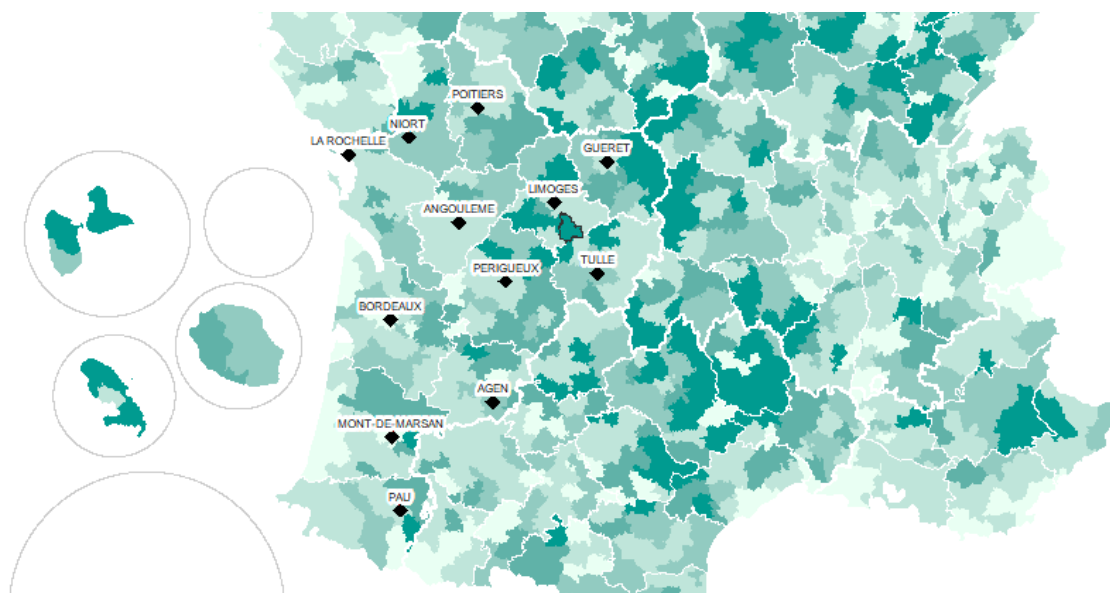 POITIERS
NIORT
LA ROCHELLE
GUERET
LIMOGES
ANGOULEME
TULLE
PERIGUEUX
BORDEAUX
AGEN
MONT-DE-MARSAN
PAU